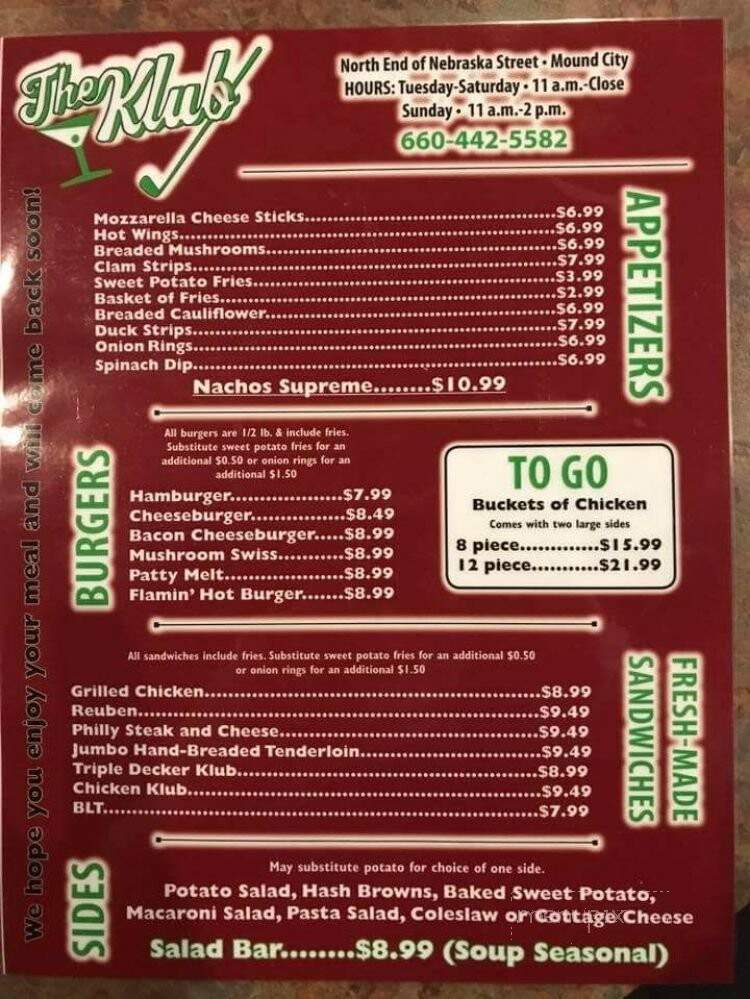 The Klub
North End of Nebraska Street • Mound City
HOURS: Tuesday-Saturday • 11 a.m.-Close
Sunday • 11 a.m.-2 p.m.
660-442-5582
APPETIZERS
Mozzarella Cheese Sticks...$6.99
Hot Wings...$6.99
Breaded Mushrooms...$6.99
Clam Strips...$7.99
Sweet Potato Fries...$3.99
Basket of Fries...$2.99
Breaded Cauliflower...$6.99
Duck Strips...$7.99
Onion Rings...$6.99
Spinach Dip...$6.99
Nachos Supreme........$10.99
BURGERS
All burgers are 1/2 lb. & include fries.
Substitute sweet potato fries for an
additional $0.50 or onion rings for an
additional $1.50
Hamburger...$7.99
Cheeseburger...$8.49
Bacon Cheeseburger.....$8.99
Mushroom Swiss...$8.99
Patty Melt...$8.99
Flamin' Hot Burger.......$8.99
TO GO
Buckets of Chicken
Comes with two large sides
8 piece.............$15.99
12 piece...........$21.99
FRESH-MADE
SANDWICHES
All sandwiches include fries. Substitute sweet potato fries for an additional $0.50
or onion rings for an additional $1.50
Grilled Chicken...$8.99
Reuben...$9.49
Philly Steak and Cheese...$9.49
Jumbo Hand-Breaded Tenderloin...$9.49
Triple Decker Klub...$8.99
Chicken Klub...$9.49
BLT...$7.99
SIDES
May substitute potato for choice of one side.
Potato Salad, Hash Browns, Baked Sweet Potato,
Macaroni Salad, Pasta Salad, Coleslaw or Cottage Cheese
Salad Bar........$8.99 (Soup Seasonal)
We hope you enjoy your meal and will come back soon!